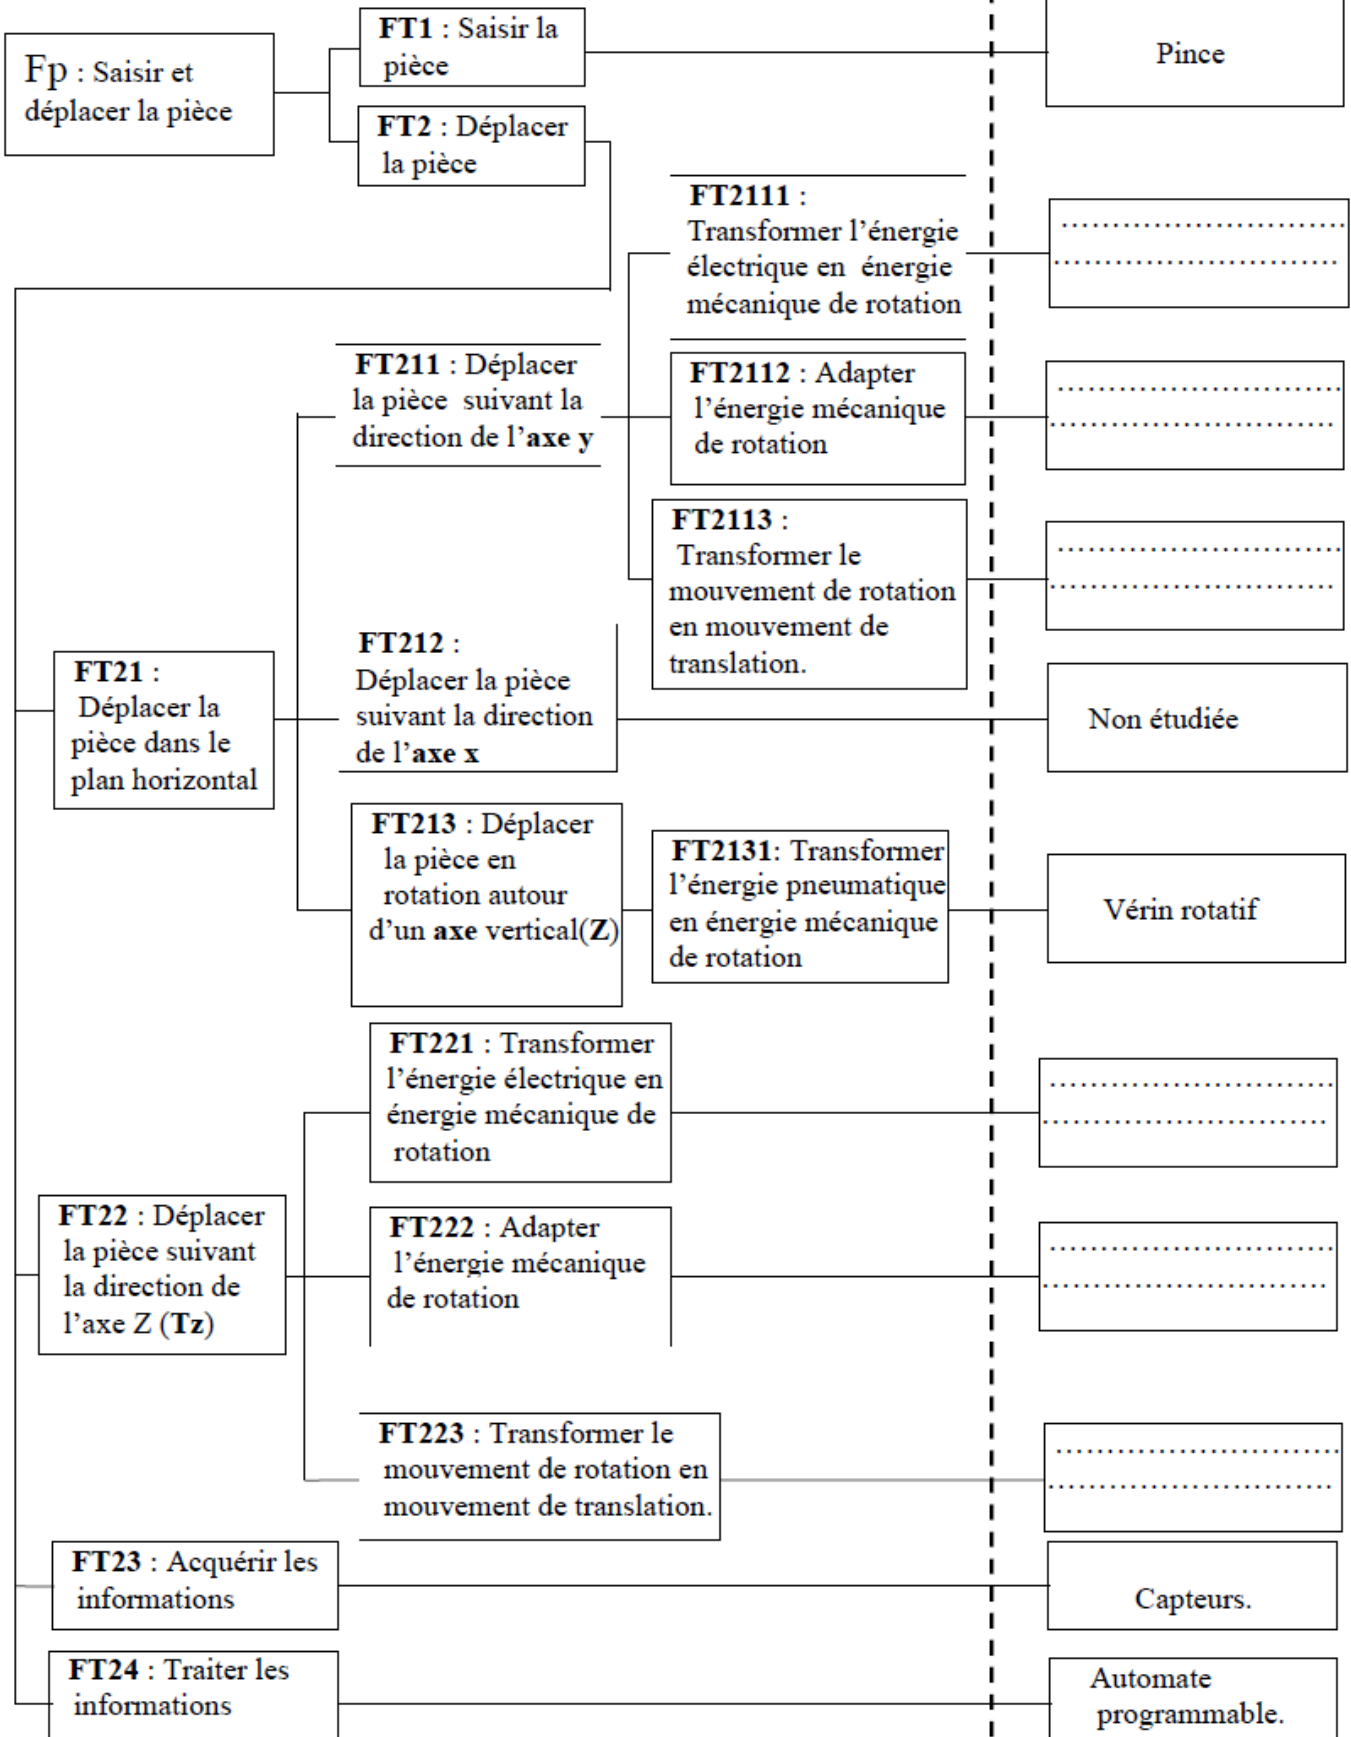 Fp : Saisir et
déplacer la pièce
FT1 : Saisir la
pièce
Pince
FT2 : Déplacer
la pièce
FT2111 :
Transformer l’énergie
électrique en énergie
mécanique de rotation
…………………………
…………………………
FT211 : Déplacer
la pièce suivant la
direction de l’axe y
FT2112 : Adapter
l’énergie mécanique
de rotation
…………………………
…………………………
FT2113 :
Transformer le
mouvement de rotation
en mouvement de
translation.
…………………………
…………………………
FT21 :
Déplacer la
pièce dans le
plan horizontal
FT212 :
Déplacer la pièce
suivant la direction
de l’axe x
Non étudiée
FT213 : Déplacer
la pièce en
rotation autour
d’un axe vertical(Z)
FT2131: Transformer
l’énergie pneumatique
en énergie mécanique
de rotation
Vérin rotatif
FT221 : Transformer
l’énergie électrique en
énergie mécanique de
rotation
…………………………
…………………………
FT22 : Déplacer
la pièce suivant
la direction de
l’axe Z (Tz)
FT222 : Adapter
l’énergie mécanique
de rotation
…………………………
…………………………
FT223 : Transformer le
mouvement de rotation en
mouvement de translation.
…………………………
…………………………
FT23 : Acquérir les
informations
Capteurs.
FT24 : Traiter les
informations
Automate
programmable.